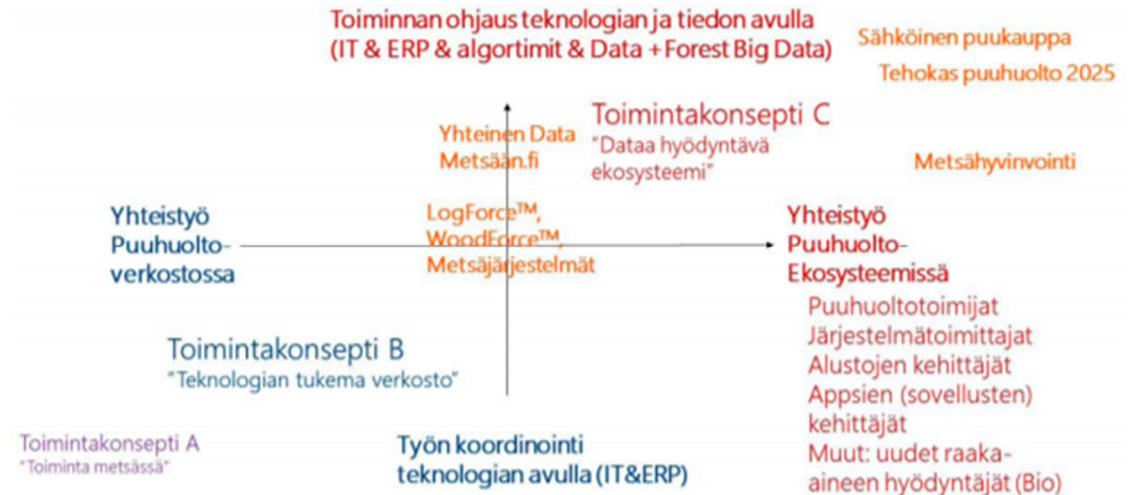 Toiminnan ohjaus teknologian ja tiedon avulla
(IT & ERP & algortimit & Data +Forest Big Data)
Sähköinen puukauppa
Tehokas puuhuolto 2025
Toimintakonsepti C
"Dataa hyödyntävä
ekosysteemi"
Yhteinen Data
Metsään.fi
Metsähyvinvointi
Yhteistyö
Puuhuolto-
verkostossa
LogForce™,
WoodForce™,
Metsäjärjestelmät
Yhteistyö
Puuhuolto-
Ekosysteemissä
Puuhuoltotoimijat
Järjestelmätoimittajat
Alustojen kehittäjät
Appsien (sovellusten)
kehittäjät
Muut: uudet raaka-
aineen hyödyntäjät (Bio)
Toimintakonsepti B
"Teknologian tukema verkosto"
Toimintakonsepti A
"Toiminta metsässä"
Työn koordinointi
teknologian avulla (IT&ERP)